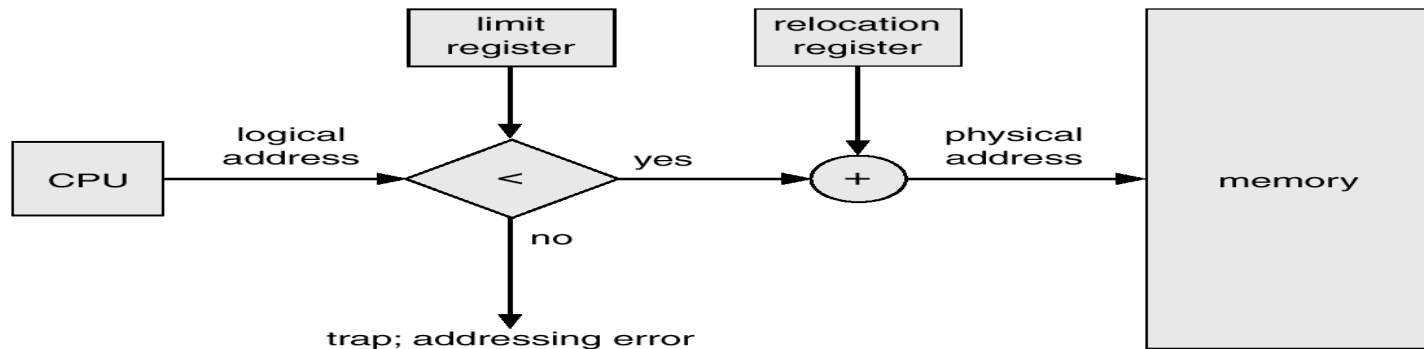 limit
register
relocation
register
logical
address
physical
address
CPU
<
yes
+
memory
no
trap; addressing error